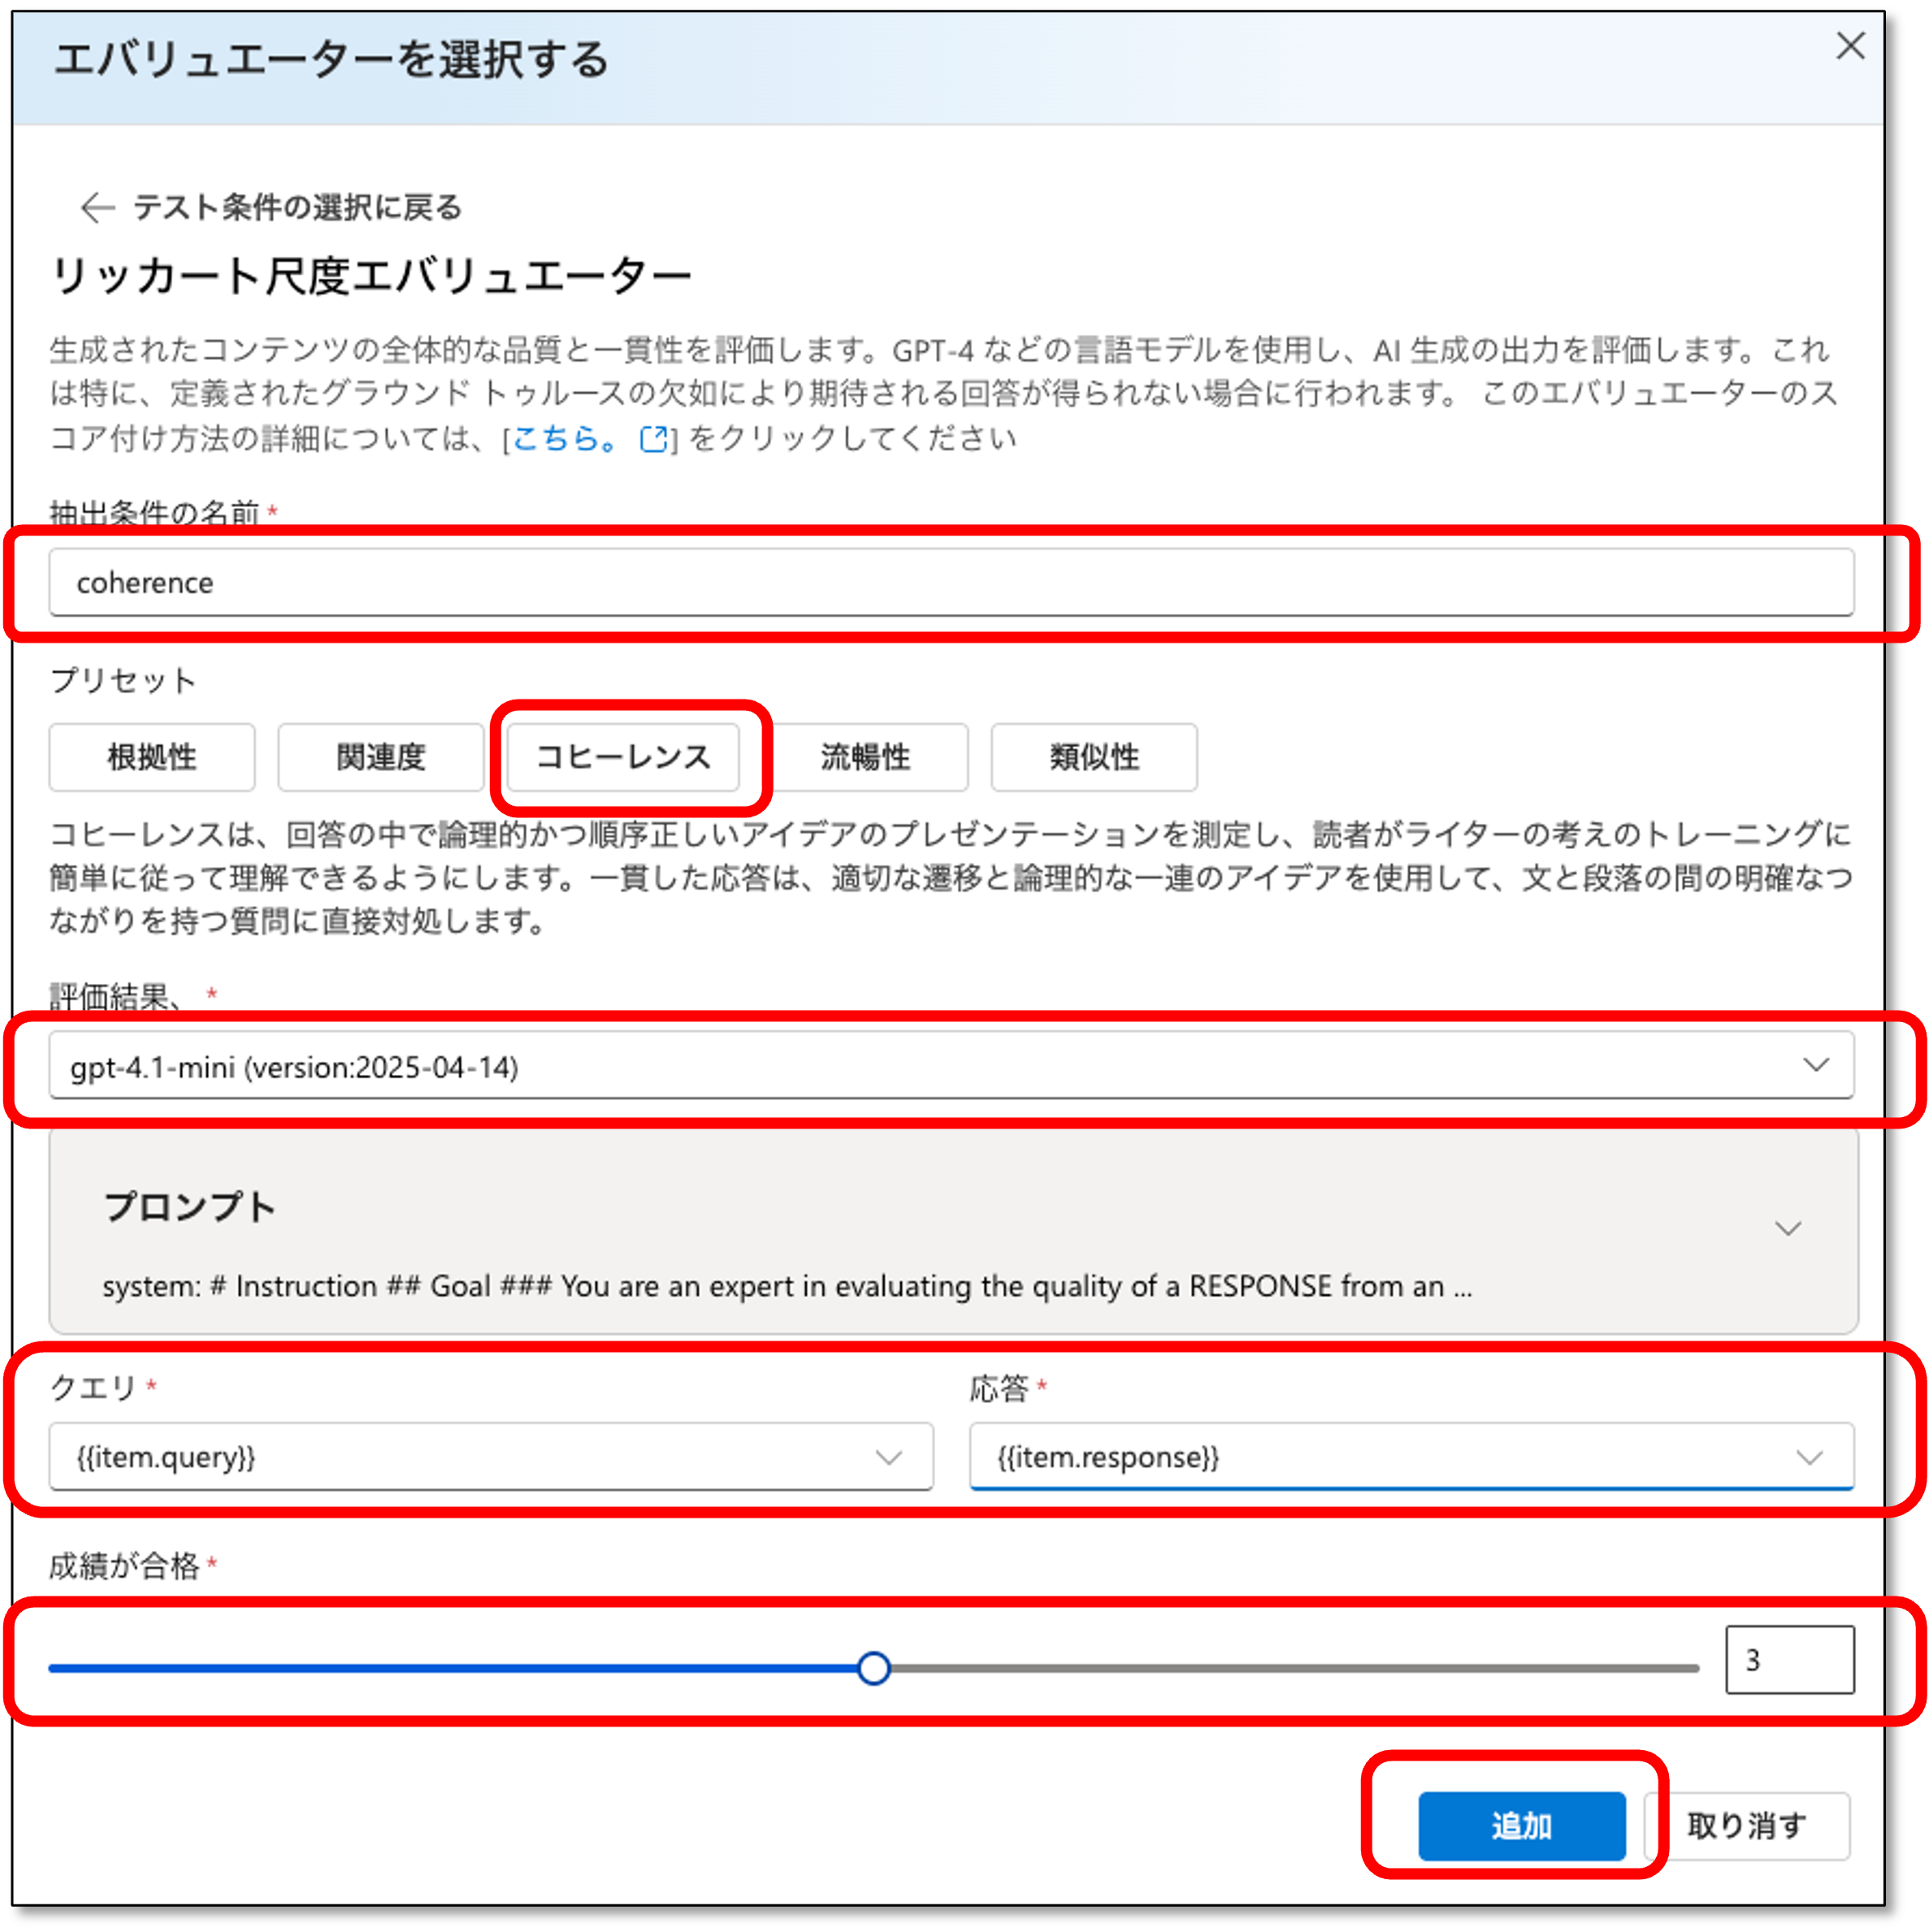 エバリュエーターを選択する
テスト条件の選択に戻る
リッカート尺度エバリュエーター
生成されたコンテンツの全体的な品質と一貫性を評価します。GPT-4 などの言語モデルを使用し、AI 生成の出力を評価します。これ
は特に、定義されたグラウンド トゥルースの欠如により期待される回答が得られない場合に行われます。 このエバリュエーターのス
コア付け方法の詳細については、[こちら。] をクリックしてください
抽出条件の名前 *
coherence
プリセット
根拠性 関連度 コヒーレンス 流暢性 類似性
コヒーレンスは、回答の中で論理的かつ順序正しいアイデアのプレゼンテーションを測定し、読者がライターの考えのトレーニングに
簡単に従って理解できるようにします。一貫した応答は、適切な遷移と論理的な一連のアイデアを使用して、文と段落の間の明確なつ
ながりを持つ質問に直接対処します。
評価結果、 *
gpt-4.1-mini (version:2025-04-14)
プロンプト
system: # Instruction ## Goal ### You are an expert in evaluating the quality of a RESPONSE from an ...
クエリ * 応答 *
{{item.query}} {{item.response}}
成績が合格 *
3
追加 取り消す